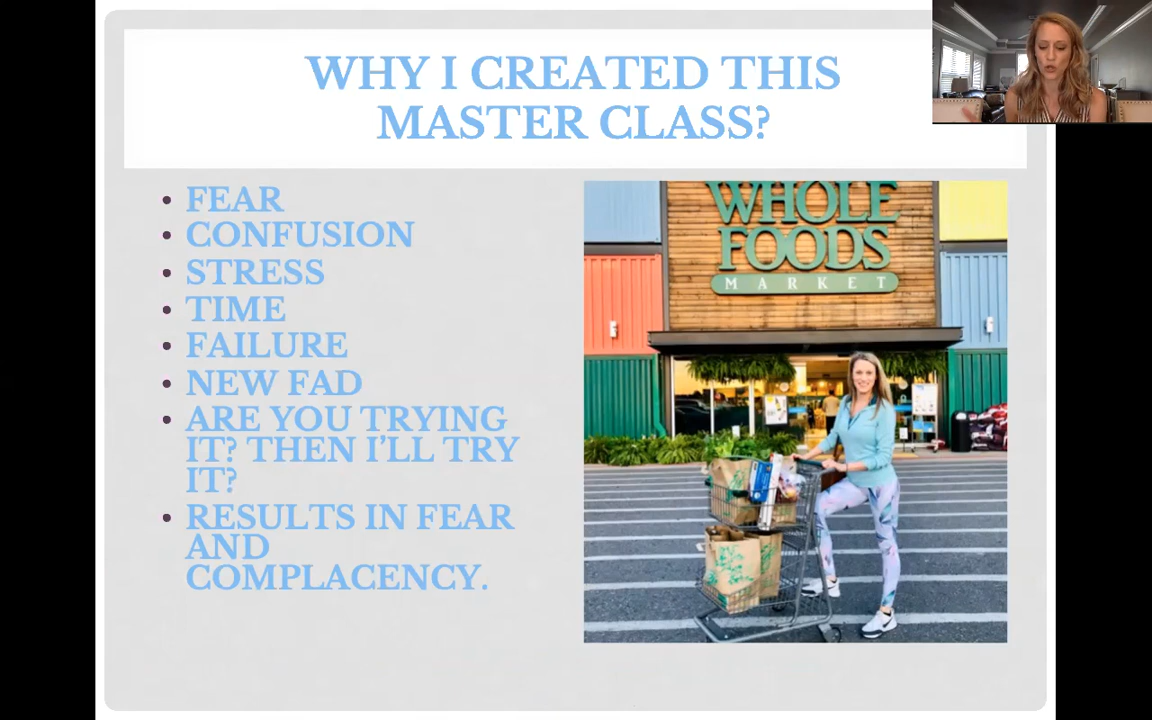 WHY I CREATED THIS
MASTER CLASS?
• FEAR
• CONFUSION
• STRESS
• TIME
• FAILURE
• NEW FAD
• ARE YOU TRYING
IT? THEN I'LL TRY
IT?
• RESULTS IN FEAR
AND
COMPLACENCY.
WHOLE
FOODS
MARKET